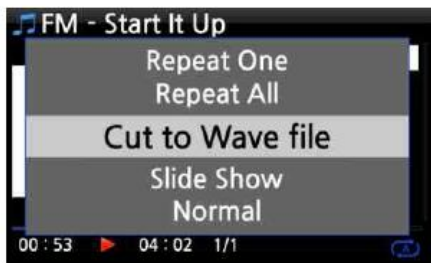 FM - Start It Up
Repeat One
Repeat All
Cut to Wave file
Slide Show
Normal
00 : 53 04 : 02 1/1
A